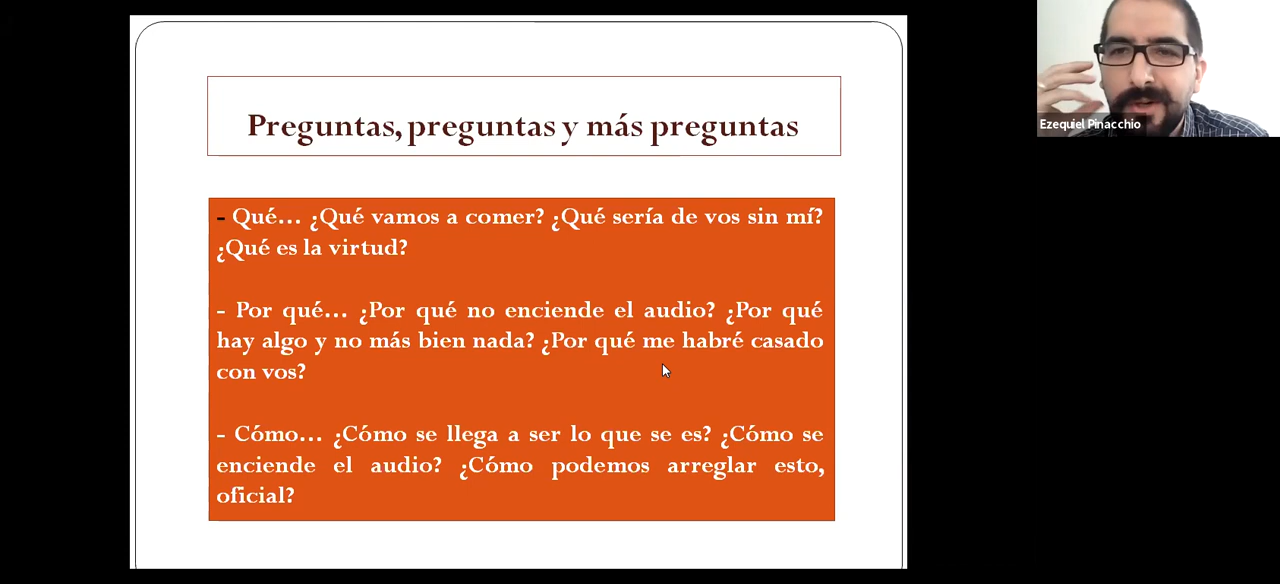 Preguntas, preguntas y más preguntas
- Qué... ¿Qué vamos a comer? ¿Qué sería de vos sin mí?
¿Qué es la virtud?
- Por qué... ¿Por qué no enciende el audio? ¿Por qué
hay algo y no más bien nada? ¿Por qué me habré casado
con vos?
- Cómo... ¿Cómo se llega a ser lo que se es? ¿Cómo se
enciende el audio? ¿Cómo podemos arreglar esto,
oficial?
Ezequiel Pinacchio